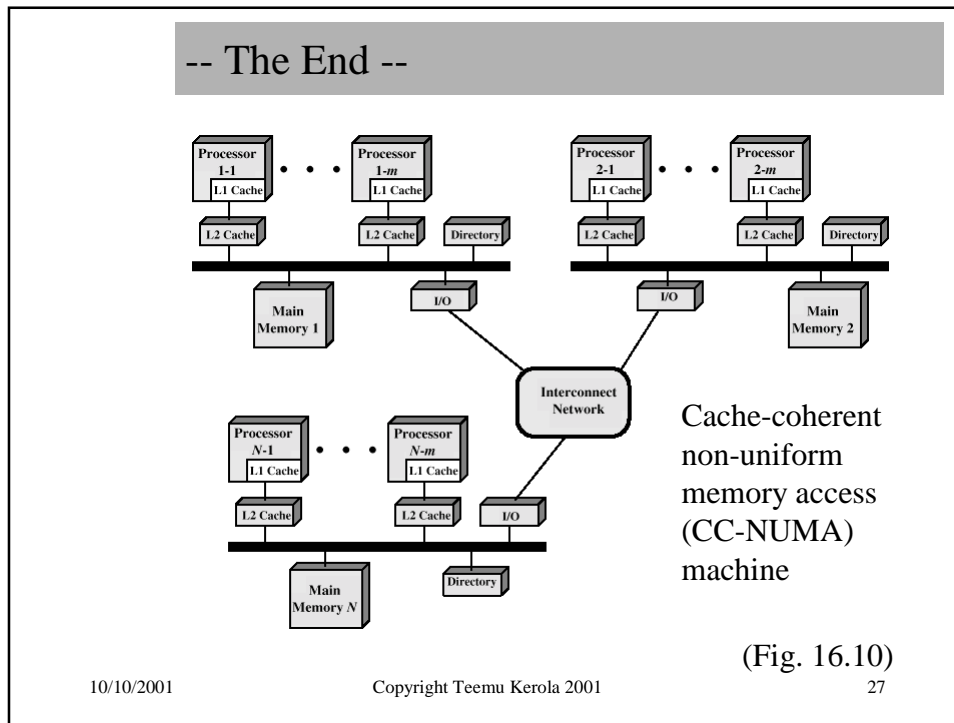 -- The End --
Processor
1-1
L1 Cache
L2 Cache
• • •
Processor
1-m
L1 Cache
L2 Cache
Directory
Main
Memory 1
I/O
Processor
2-1
L1 Cache
L2 Cache
• • •
Processor
2-m
L1 Cache
L2 Cache
Directory
I/O
Main
Memory 2
Interconnect
Network
Processor
N-1
L1 Cache
L2 Cache
• • •
Processor
N-m
L1 Cache
L2 Cache
I/O
Main
Memory N
Directory
Cache-coherent
non-uniform
memory access
(CC-NUMA)
machine
(Fig. 16.10)
10/10/2001 Copyright Teemu Kerola 2001 27